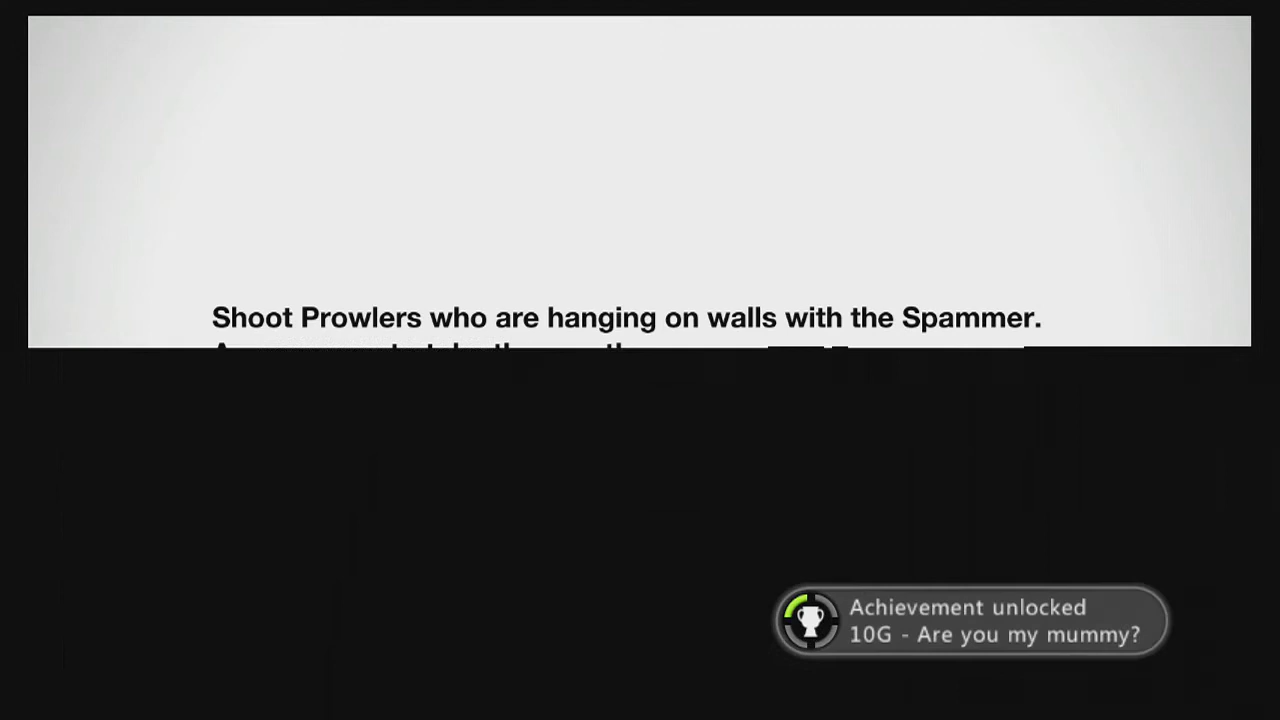 Shoot Prowlers who are hanging on walls with the Spammer.
Achievement unlocked
10G - Are you my mummy?